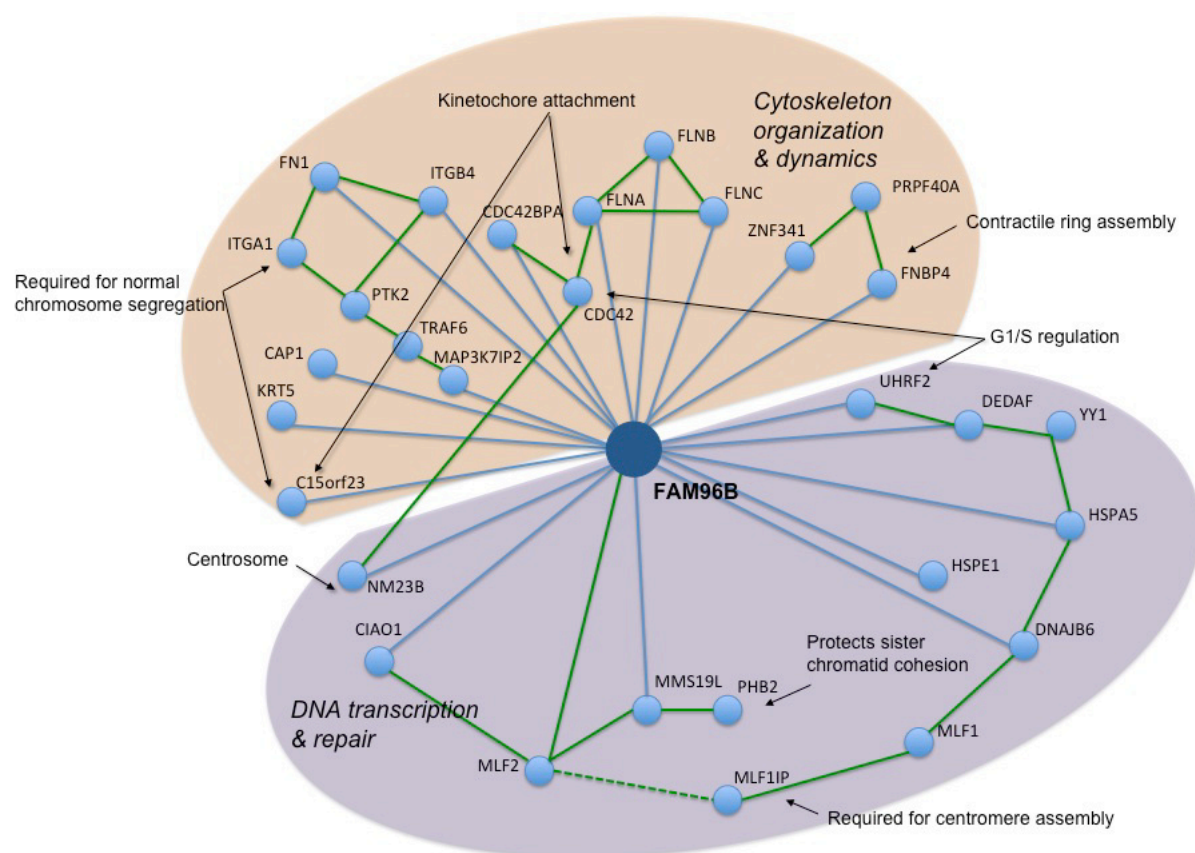 Kinetochore attachment
Cytoskeleton
organization
& dynamics
FLNB
FN1
ITGB4
PRPF40A
CDC42BPA
FLNA
FLNC
ZNF341
Contractile ring assembly
ITGA1
FNBP4
Required for normal
chromosome segregation
PTK2
CDC42
TRAF6
G1/S regulation
CAP1
MAP3K7IP2
UHRF2
KRT5
DEDAF
YY1
C15orf23
FAM96B
HSPA5
Centrosome
NM23B
HSPE1
CIAO1
DNAJB6
Protects sister
chromatid cohesion
MMS19L
PHB2
DNA transcription
& repair
MLF1
MLF2
MLF1IP
Required for centromere assembly